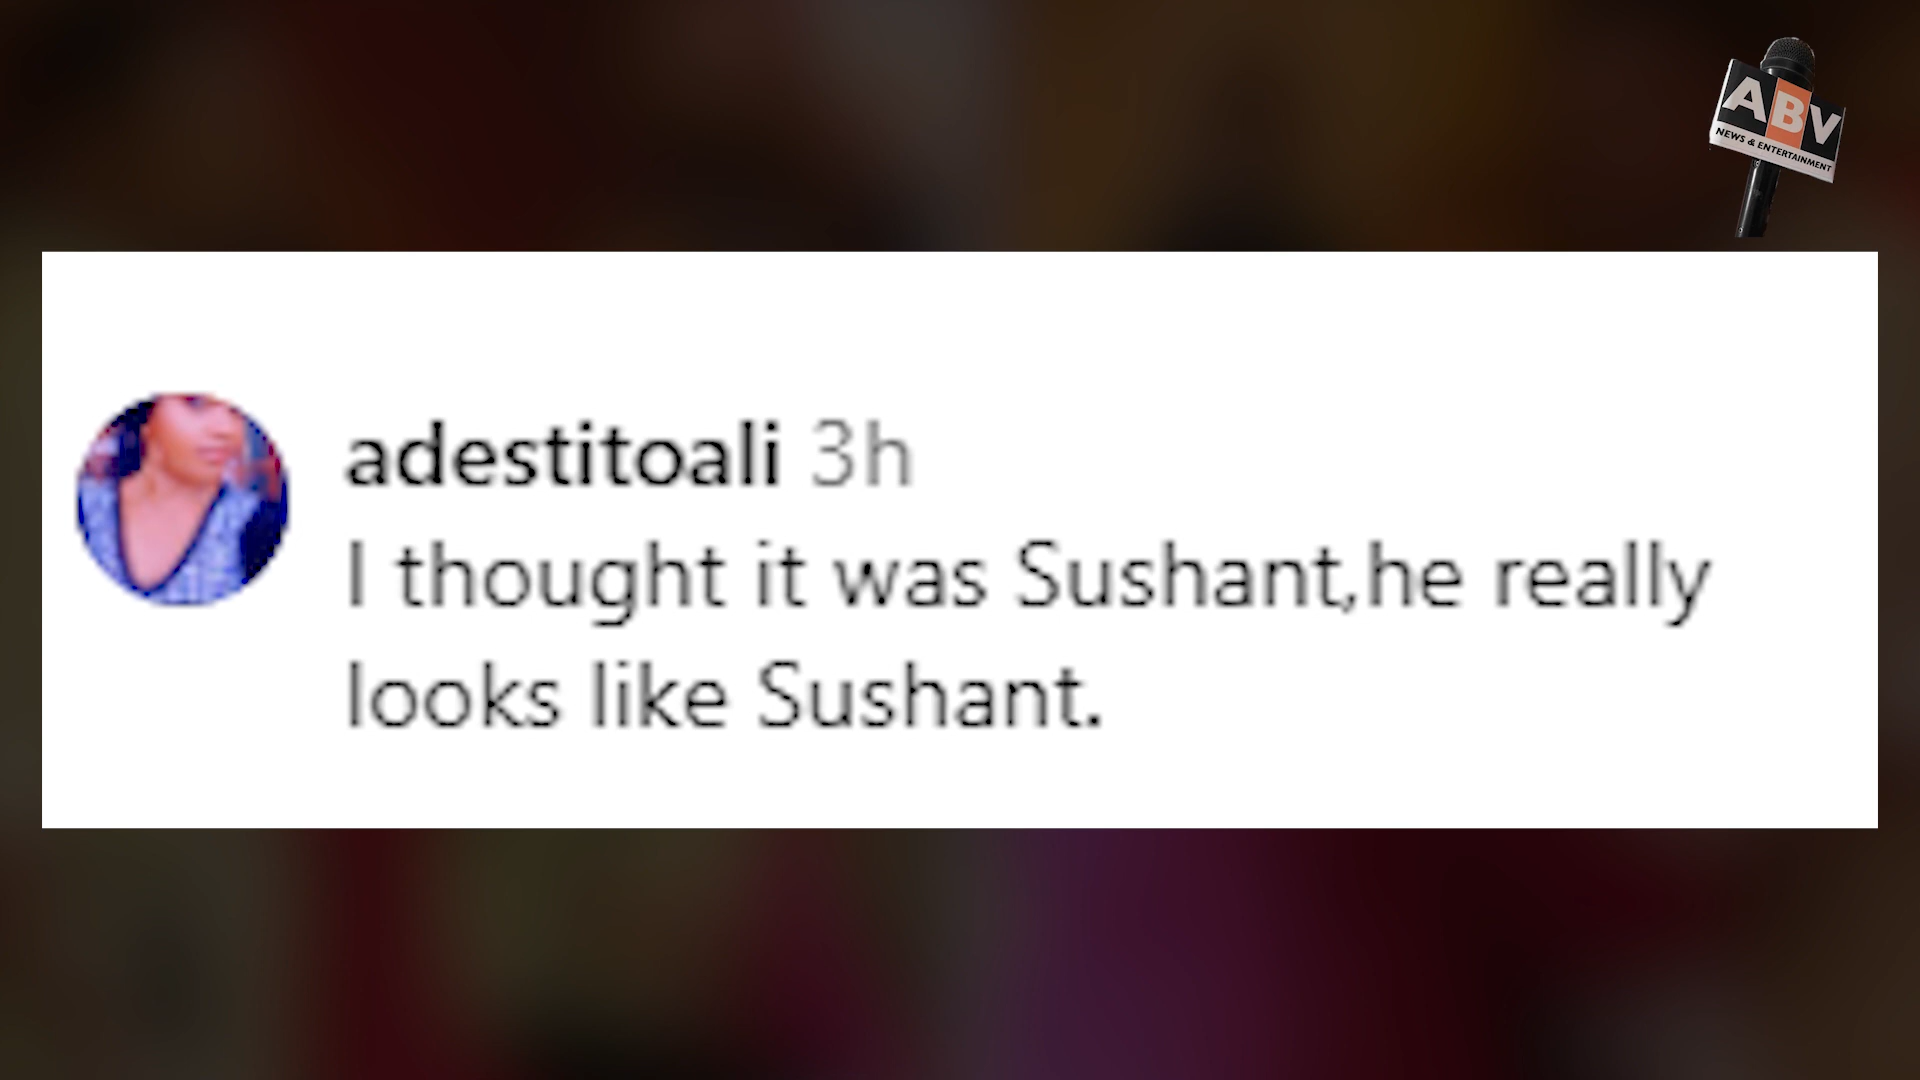 ABV
NEWS & ENTERTAINMENT
adestitoali 3h
I thought it was Sushant,he really
looks like Sushant.